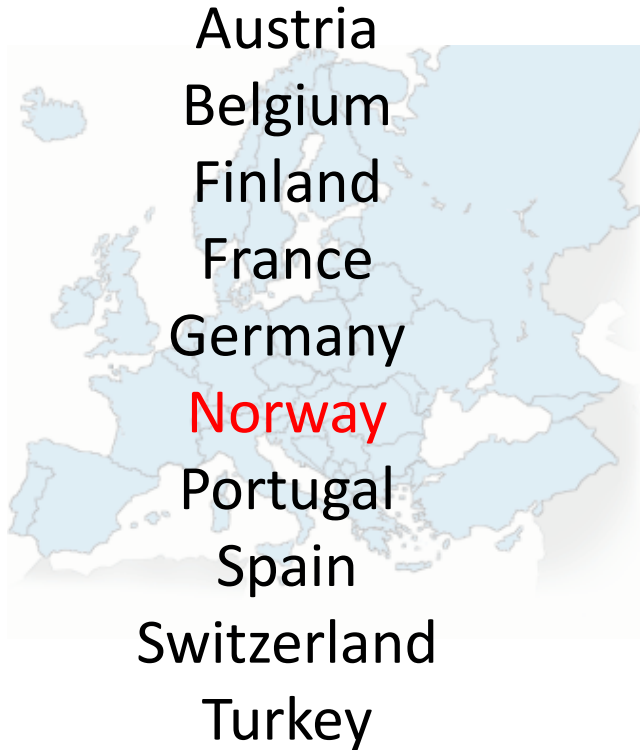 Austria
Belgium
Finland
France
Germany
Norway
Portugal
Spain
Switzerland
Turkey